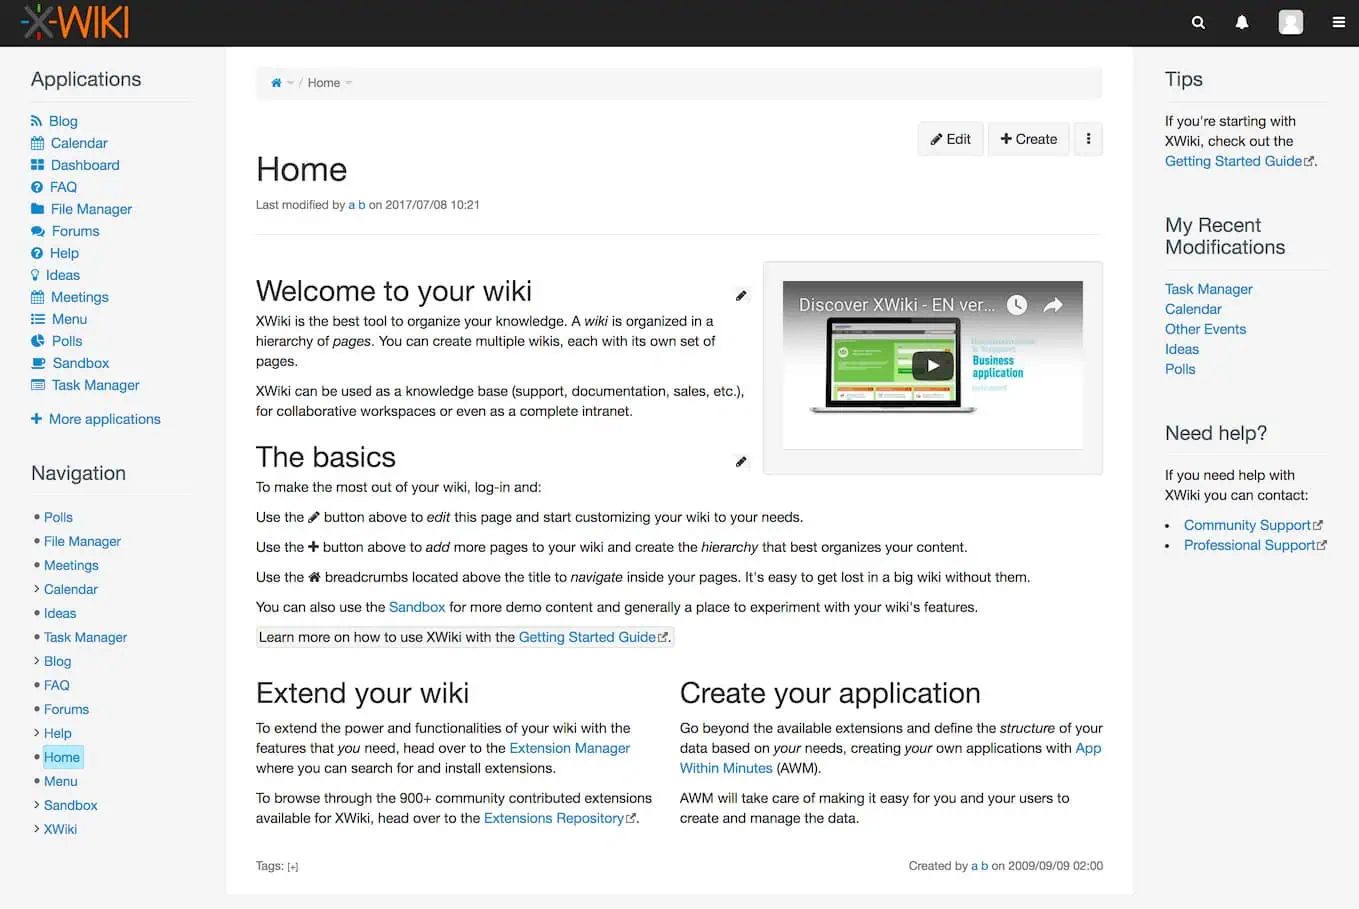 XWIKI
Applications
Blog
Calendar
Dashboard
FAQ
File Manager
Forums
Help
Ideas
Meetings
Menu
Polls
Sandbox
Task Manager
+ More applications
Navigation
Polls
File Manager
Meetings
Calendar
Ideas
Task Manager
Blog
FAQ
Forums
Help
Home
Menu
Sandbox
XWiki
/ Home
Edit
+ Create
Home
Last modified by a b on 2017/07/08 10:21
Welcome to your wiki
XWiki is the best tool to organize your knowledge. A wiki is organized in a
hierarchy of pages. You can create multiple wikis, each with its own set of
pages.
XWiki can be used as a knowledge base (support, documentation, sales, etc.),
for collaborative workspaces or even as a complete intranet.
Discover XWiki - EN ver...
Business
application
The basics
To make the most out of your wiki, log-in and:
Use the button above to edit this page and start customizing your wiki to your needs.
Use the + button above to add more pages to your wiki and create the hierarchy that best organizes your content.
Use the breadcrumbs located above the title to navigate inside your pages. It's easy to get lost in a big wiki without them.
You can also use the Sandbox for more demo content and generally a place to experiment with your wiki's features.
Learn more on how to use XWiki with the Getting Started Guide.
Extend your wiki
To extend the power and functionalities of your wiki with the
features that you need, head over to the Extension Manager
where you can search for and install extensions.
To browse through the 900+ community contributed extensions
available for XWiki, head over to the Extensions Repository.
Create your application
Go beyond the available extensions and define the structure of your
data based on your needs, creating your own applications with App
Within Minutes (AWM).
AWM will take care of making it easy for you and your users to
create and manage the data.
Tags: [+]
Created by a b on 2009/09/09 02:00
Tips
If you're starting with
XWiki, check out the
Getting Started Guide.
My Recent
Modifications
Task Manager
Calendar
Other Events
Ideas
Polls
Need help?
If you need help with
XWiki you can contact:
• Community Support
• Professional Support